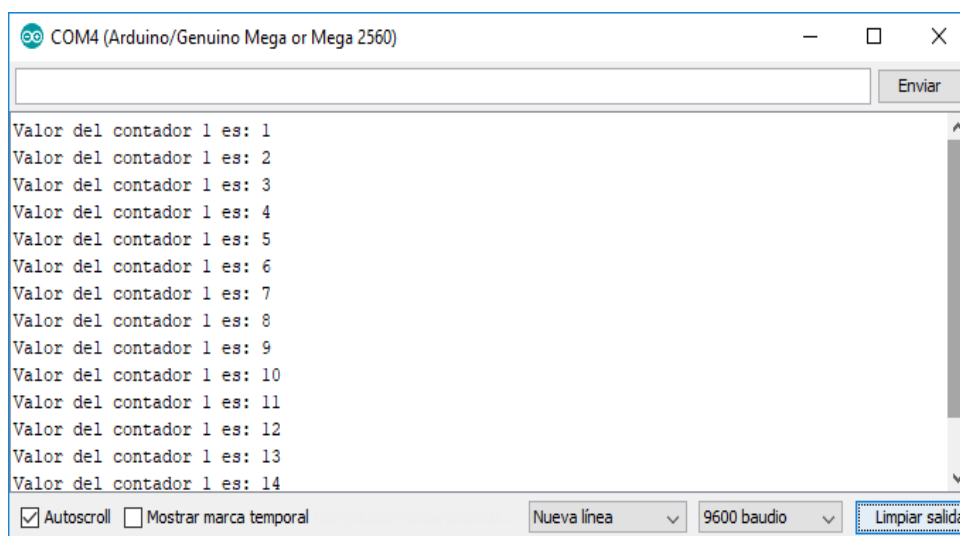 COM4 (Arduino/Genuino Mega or Mega 2560)
Enviar
Valor del contador 1 es: 1
Valor del contador 1 es: 2
Valor del contador 1 es: 3
Valor del contador 1 es: 4
Valor del contador 1 es: 5
Valor del contador 1 es: 6
Valor del contador 1 es: 7
Valor del contador 1 es: 8
Valor del contador 1 es: 9
Valor del contador 1 es: 10
Valor del contador 1 es: 11
Valor del contador 1 es: 12
Valor del contador 1 es: 13
Valor del contador 1 es: 14
Autoscroll Mostrar marca temporal Nueva línea 9600 baudio Limpiar salida